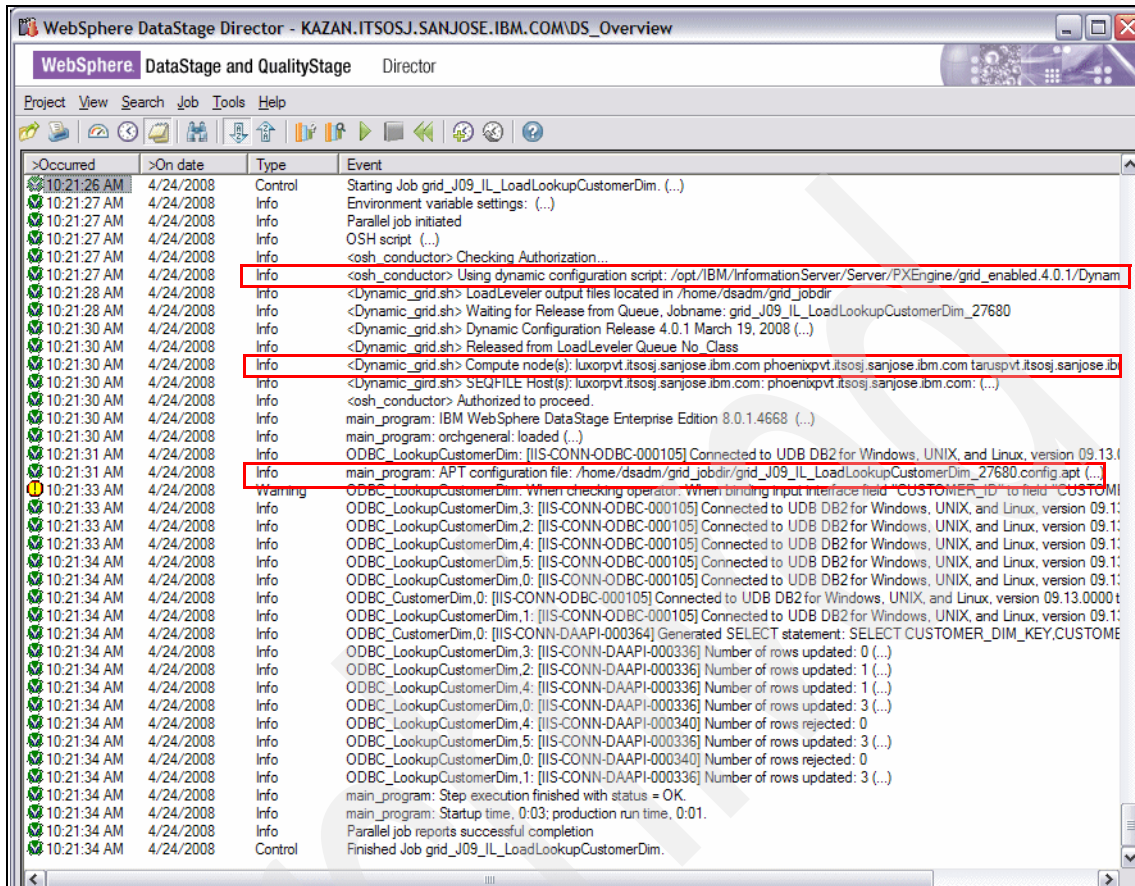 WebSphere DataStage Director - KAZAN.ITSOSJ.SANJOSE.IBM.COM\DS_Overview
WebSphere. DataStage and QualityStage Director
Project View Search Job Tools Help
>Occurred >On date Type Event
10:21:26 AM 4/24/2008 Control Starting Job grid_J09_IL_LoadLookupCustomerDim. (...)
10:21:27 AM 4/24/2008 Info Environment variable settings: (...)
10:21:27 AM 4/24/2008 Info Parallel job initiated
10:21:27 AM 4/24/2008 Info OSH script (...)
10:21:27 AM 4/24/2008 Info <osh_conductor> Checking Authorization...
10:21:27 AM 4/24/2008 Info <osh_conductor> Using dynamic configuration script: /opt/IBM/InformationServer/Server/PXEngine/grid_enabled.4.0.1/Dynam
10:21:28 AM 4/24/2008 Info <Dynamic_grid.sh> LoadLeveler output files located in /home/dsadm/grid_jobdir
10:21:28 AM 4/24/2008 Info <Dynamic_grid.sh> Waiting for Release from Queue, Jobname: grid_J09_IL_LoadLookupCustomerDim_27680
10:21:30 AM 4/24/2008 Info <Dynamic_grid.sh> Dynamic Configuration Release 4.0.1 March 19, 2008 (...)
10:21:30 AM 4/24/2008 Info <Dynamic_grid.sh> Released from LoadLeveler Queue No_Class
10:21:30 AM 4/24/2008 Info <Dynamic_grid.sh> Compute node(s): luxorpvt.itsosj.sanjose.ibm.com phoenixpvt.itsosj.sanjose.ibm.com taruspvt.itsosj.sanjose.ib
10:21:30 AM 4/24/2008 Info <Dynamic_grid.sh> SEQFILE Host(s): phoenixpvt.itsosj.sanjose.ibm.com: (...)
10:21:30 AM 4/24/2008 Info <osh_conductor> Authorized to proceed.
10:21:30 AM 4/24/2008 Info main_program: IBM WebSphere DataStage Enterprise Edition 8.0.1.4668 (...)
10:21:30 AM 4/24/2008 Info main_program: orchgeneral: loaded (...)
10:21:31 AM 4/24/2008 Info ODBC_LookupCustomerDim: [IIS-CONN-ODBC-000105] Connected to UDB DB2 for Windows, UNIX, and Linux, version 09.13.0
10:21:31 AM 4/24/2008 Info main_program: APT configuration file: /home/dsadm/grid_jobdir/grid_J09_IL_LoadLookupCustomerDim_27680.config.apt (...)
10:21:33 AM 4/24/2008 Warning ODBC_LookupCustomerDim: When checking operator: When binding input interface field "CUSTOMER_ID" to field "CUSTOME
10:21:33 AM 4/24/2008 Info ODBC_LookupCustomerDim,3: [IIS-CONN-ODBC-000105] Connected to UDB DB2 for Windows, UNIX, and Linux, version 09.1
10:21:33 AM 4/24/2008 Info ODBC_LookupCustomerDim,2: [IIS-CONN-ODBC-000105] Connected to UDB DB2 for Windows, UNIX, and Linux, version 09.1
10:21:33 AM 4/24/2008 Info ODBC_LookupCustomerDim,4: [IIS-CONN-ODBC-000105] Connected to UDB DB2 for Windows, UNIX, and Linux, version 09.1
10:21:34 AM 4/24/2008 Info ODBC_LookupCustomerDim,5: [IIS-CONN-ODBC-000105] Connected to UDB DB2 for Windows, UNIX, and Linux, version 09.1
10:21:34 AM 4/24/2008 Info ODBC_LookupCustomerDim,0: [IIS-CONN-ODBC-000105] Connected to UDB DB2 for Windows, UNIX, and Linux, version 09.1
10:21:34 AM 4/24/2008 Info ODBC_CustomerDim,0: [IIS-CONN-ODBC-000105] Connected to UDB DB2 for Windows, UNIX, and Linux, version 09.13.0000 t
10:21:34 AM 4/24/2008 Info ODBC_LookupCustomerDim,1: [IIS-CONN-ODBC-000105] Connected to UDB DB2 for Windows, UNIX, and Linux, version 09.1
10:21:34 AM 4/24/2008 Info ODBC_CustomerDim,0: [IIS-CONN-DAAPI-000364] Generated SELECT statement: SELECT CUSTOMER_DIM_KEY,CUSTOME
10:21:34 AM 4/24/2008 Info ODBC_LookupCustomerDim,3: [IIS-CONN-DAAPI-000336] Number of rows updated: 0 (...)
10:21:34 AM 4/24/2008 Info ODBC_LookupCustomerDim,2: [IIS-CONN-DAAPI-000336] Number of rows updated: 1 (...)
10:21:34 AM 4/24/2008 Info ODBC_LookupCustomerDim,4: [IIS-CONN-DAAPI-000336] Number of rows updated: 1 (...)
10:21:34 AM 4/24/2008 Info ODBC_LookupCustomerDim,0: [IIS-CONN-DAAPI-000336] Number of rows updated: 3 (...)
10:21:34 AM 4/24/2008 Info ODBC_LookupCustomerDim,4: [IIS-CONN-DAAPI-000340] Number of rows rejected: 0
10:21:34 AM 4/24/2008 Info ODBC_LookupCustomerDim,5: [IIS-CONN-DAAPI-000336] Number of rows updated: 3 (...)
10:21:34 AM 4/24/2008 Info ODBC_LookupCustomerDim,0: [IIS-CONN-DAAPI-000340] Number of rows rejected: 0
10:21:34 AM 4/24/2008 Info ODBC_LookupCustomerDim,1: [IIS-CONN-DAAPI-000336] Number of rows updated: 3 (...)
10:21:34 AM 4/24/2008 Info main_program: Step execution finished with status = OK.
10:21:34 AM 4/24/2008 Info main_program: Startup time, 0:03; production run time, 0:01.
10:21:34 AM 4/24/2008 Info Parallel job reports successful completion
10:21:34 AM 4/24/2008 Control Finished Job grid_J09_IL_LoadLookupCustomerDim.